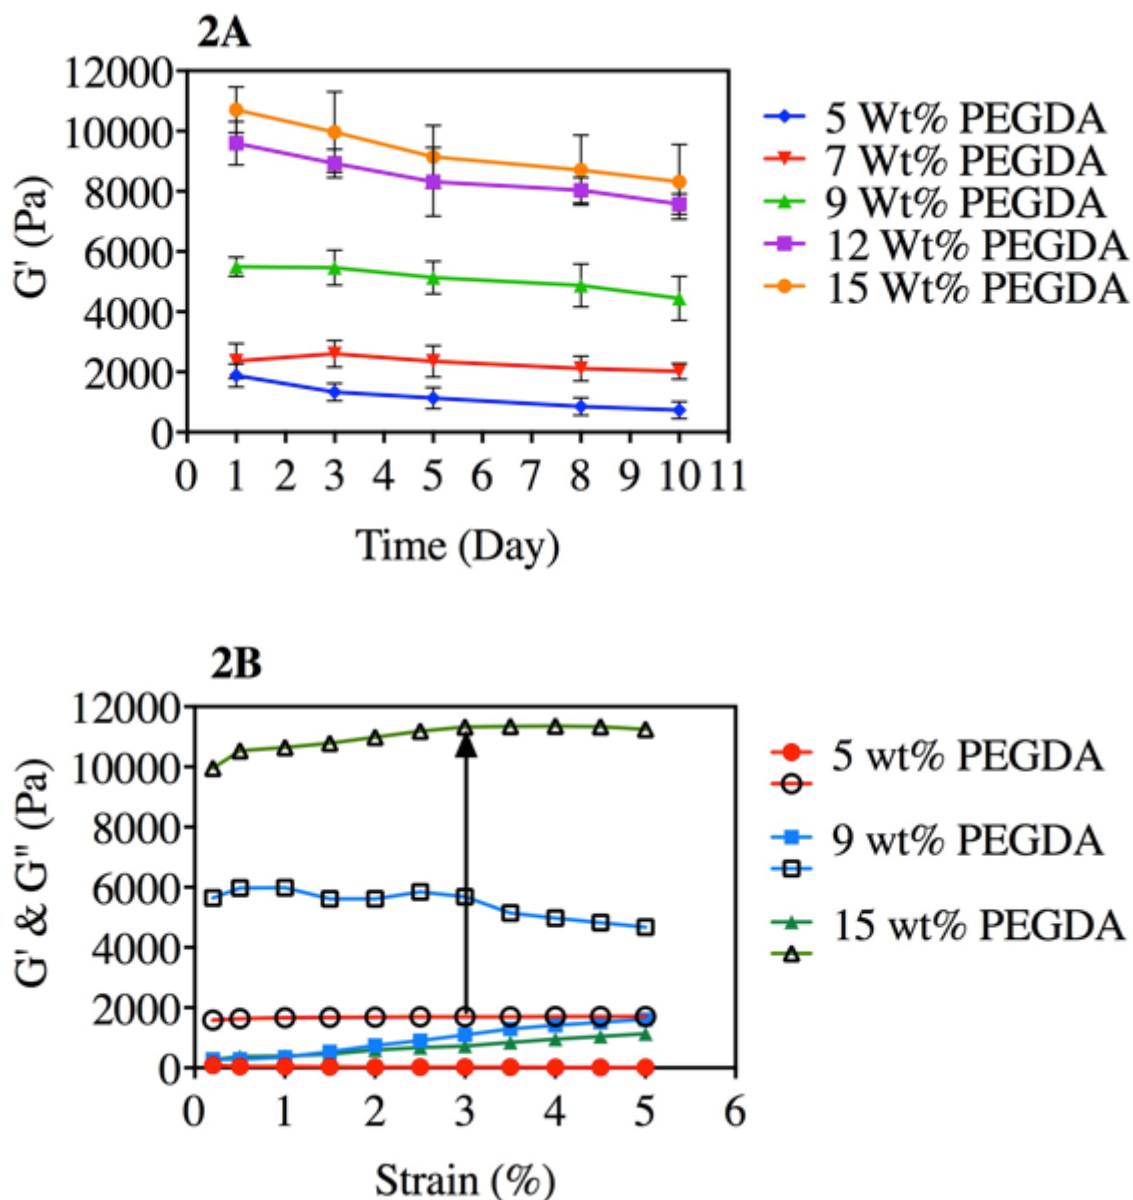 2A
12000
10000
8000
6000
4000
2000
0
G' (Pa)
0 1 2 3 4 5 6 7 8 9 10 11
Time (Day)
5 Wt% PEGDA
7 Wt% PEGDA
9 Wt% PEGDA
12 Wt% PEGDA
15 Wt% PEGDA
2B
12000
10000
8000
6000
4000
2000
0
G' & G" (Pa)
0 1 2 3 4 5 6
Strain (%)
5 wt% PEGDA
9 wt% PEGDA
15 wt% PEGDA